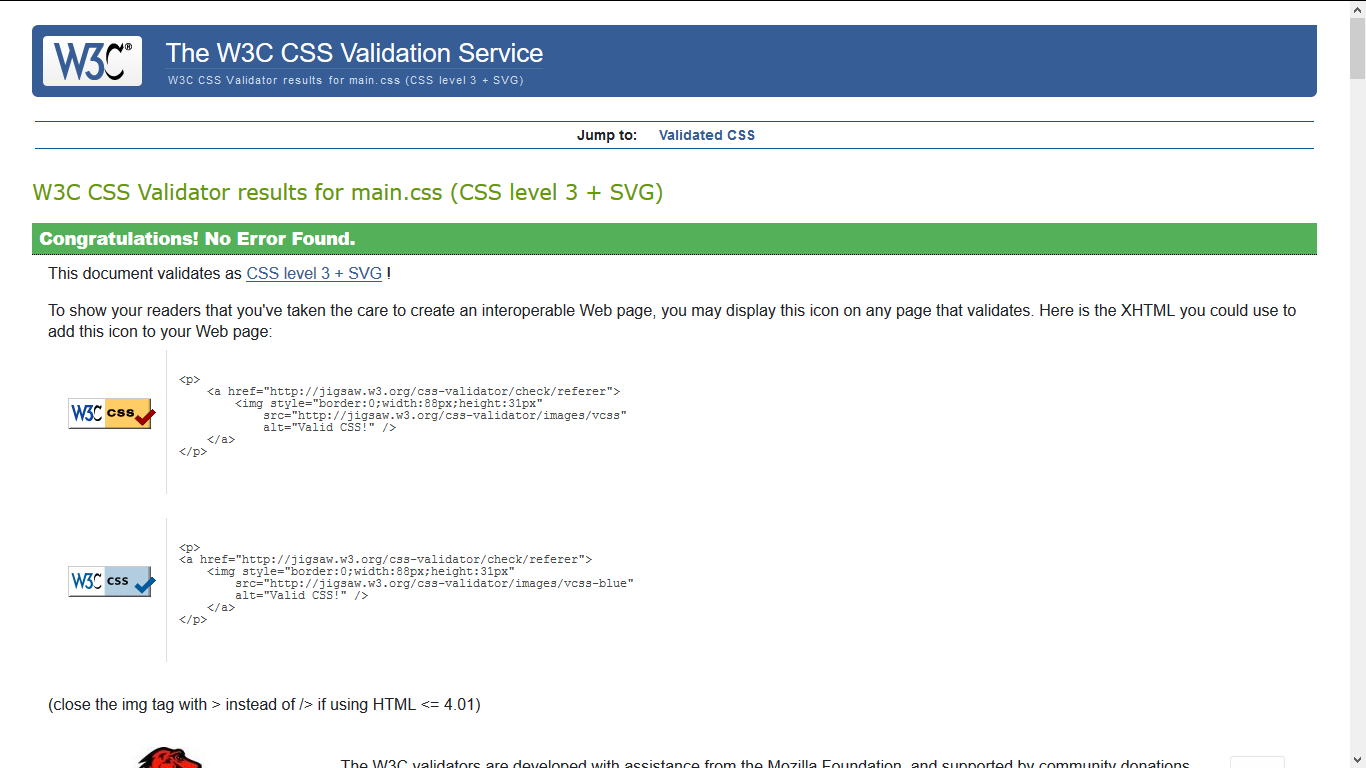 W3C®
The W3C CSS Validation Service
W3C CSS Validator results for main.css (CSS level 3 + SVG)
Jump to: Validated CSS
W3C CSS Validator results for main.css (CSS level 3 + SVG)
Congratulations! No Error Found.
This document validates as CSS level 3 + SVG !
To show your readers that you've taken the care to create an interoperable Web page, you may display this icon on any page that validates. Here is the XHTML you could use to
add this icon to your Web page:
W3C css
<p>
    <a href="http://jigsaw.w3.org/css-validator/check/referer">
        <img style="border:0;width:88px;height:31px"
            src="http://jigsaw.w3.org/css-validator/images/vcss"
            alt="Valid CSS!" />
    </a>
</p>
W3C css
<p>
<a href="http://jigsaw.w3.org/css-validator/check/referer">
    <img style="border:0;width:88px;height:31px"
        src="http://jigsaw.w3.org/css-validator/images/vcss-blue"
        alt="Valid CSS!" />
    </a>
</p>
(close the img tag with > instead of /> if using HTML <= 4.01)
The W3C validators are developed with assistance from the Mozilla Foundation, and supported by community donations.